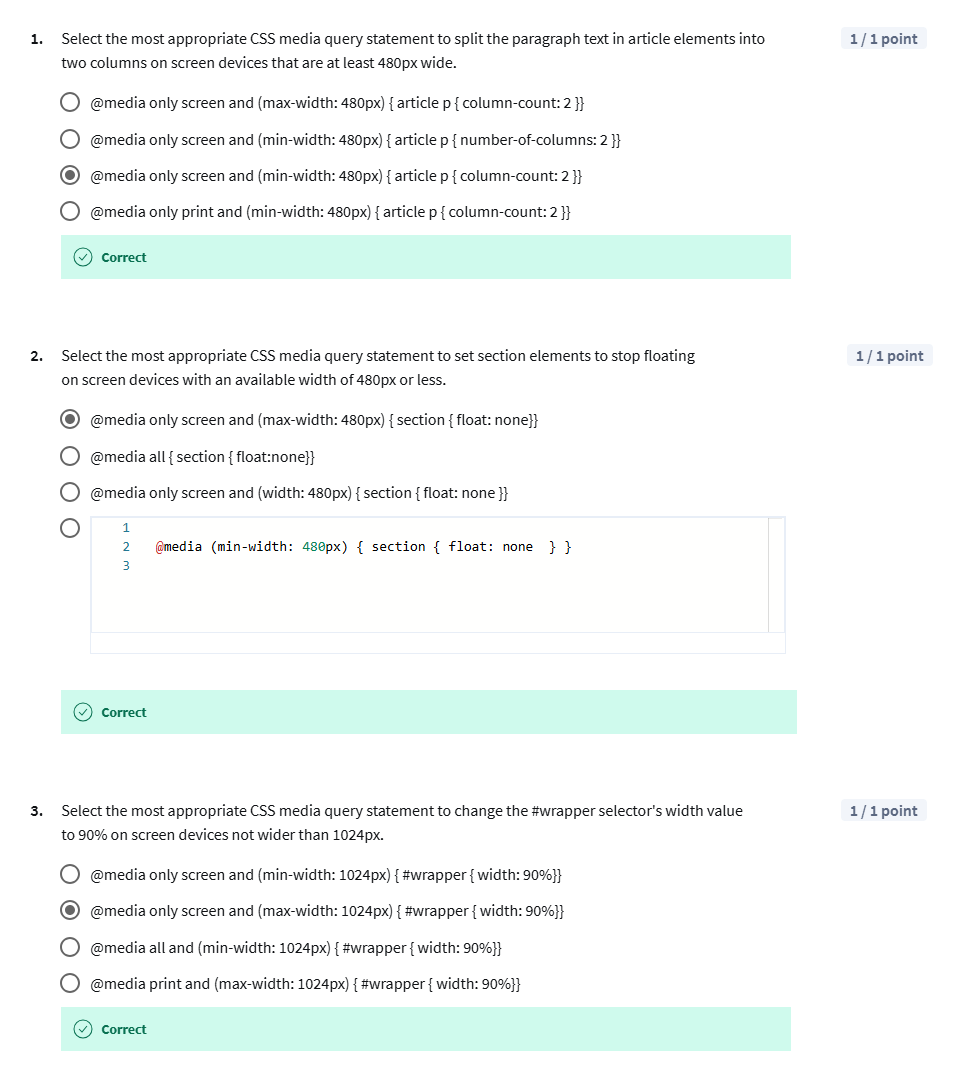 1. Select the most appropriate CSS media query statement to split the paragraph text in article elements into 1 / 1 point
two columns on screen devices that are at least 480px wide.
@media only screen and (max-width: 480px) { article p { column-count: 2 }}
@media only screen and (min-width: 480px) { article p { number-of-columns: 2 }}
@media only screen and (min-width: 480px) { article p { column-count: 2 }}
@media only print and (min-width: 480px) { article p { column-count: 2 }}
Correct
2. Select the most appropriate CSS media query statement to set section elements to stop floating 1 / 1 point
on screen devices with an available width of 480px or less.
@media only screen and (max-width: 480px) { section { float: none}}
@media all { section { float:none}}
@media only screen and (width: 480px) { section { float: none }}
1
2 @media (min-width: 480px) { section { float: none  } }
3
Correct
3. Select the most appropriate CSS media query statement to change the #wrapper selector's width value 1 / 1 point
to 90% on screen devices not wider than 1024px.
@media only screen and (min-width: 1024px) { #wrapper { width: 90%}}
@media only screen and (max-width: 1024px) { #wrapper { width: 90%}}
@media all and (min-width: 1024px) { #wrapper { width: 90%}}
@media print and (max-width: 1024px) { #wrapper { width: 90%}}
Correct